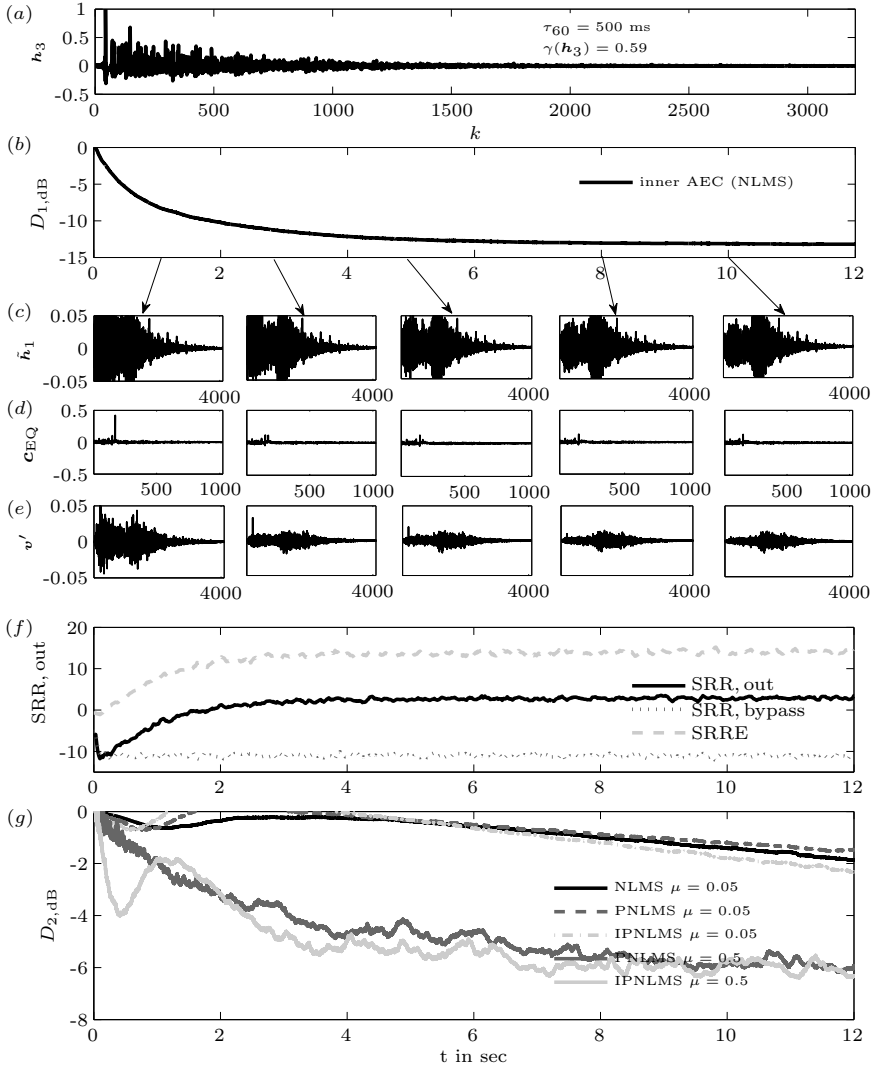 (a)
h₃
1
0.5
0
-0.5
τ₆₀ = 500 ms
γ(h₃) = 0.59
0 500 1000 1500 2000 2500 3000
k
(b)
D₁,dB
0
-5
-10
-15
inner AEC (NLMS)
0 2 4 6 8 10 12
(c)
h̃₁
0.05
0
-0.05
4000 4000 4000 4000 4000
(d)
c_EQ
0.5
0
-0.5
500 1000 500 1000 500 1000 500 1000 500 1000
(e)
v′
0.05
0
-0.05
4000 4000 4000 4000 4000
(f)
SRR, out
20
10
0
-10
SRR, out
SRR, bypass
SRRE
0 2 4 6 8 10 12
(g)
D₂,dB
0
-2
-4
-6
-8
NLMS μ = 0.05
PNLMS μ = 0.05
IPNLMS μ = 0.05
PNLMS μ = 0.5
IPNLMS μ = 0.5
0 2 4 6 8 10 12
t in sec